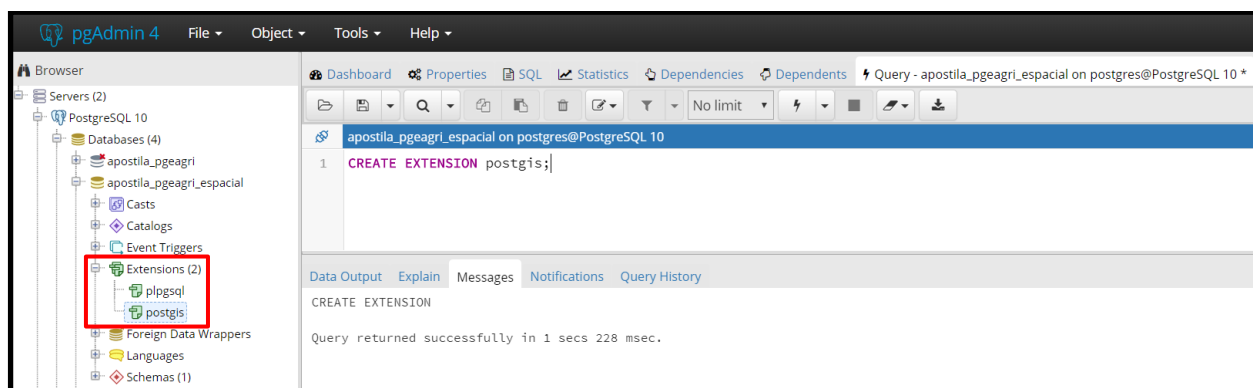 pgAdmin 4 File Object Tools Help
Browser
Dashboard Properties SQL Statistics Dependencies Dependents Query - apostila_pgeagri_espacial on postgres@PostgreSQL 10 *
Servers (2)
PostgreSQL 10
Databases (4)
apostila_pgeagri
apostila_pgeagri_espacial
Casts
Catalogs
Event Triggers
Extensions (2)
plpgsql
postgis
Foreign Data Wrappers
Languages
Schemas (1)
No limit
apostila_pgeagri_espacial on postgres@PostgreSQL 10
1 CREATE EXTENSION postgis;
Data Output Explain Messages Notifications Query History
CREATE EXTENSION
Query returned successfully in 1 secs 228 msec.